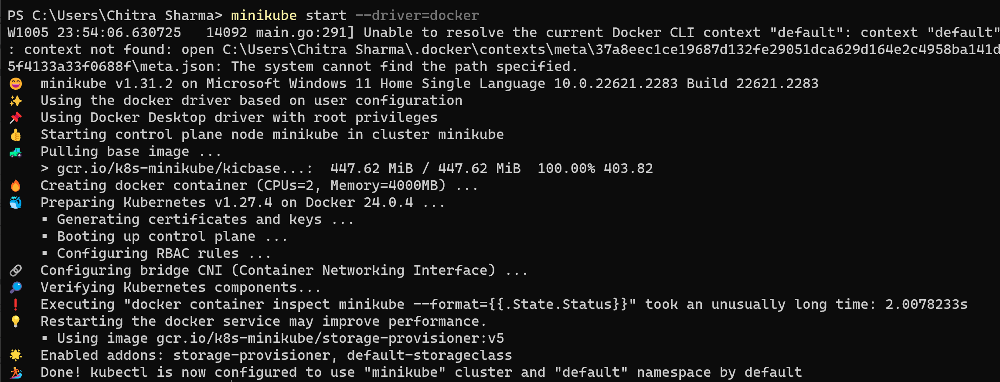 PS C:\Users\Chitra Sharma> minikube start --driver=docker
W1005 23:54:06.630725   14092 main.go:291] Unable to resolve the current Docker CLI context "default": context "default"
: context not found: open C:\Users\Chitra Sharma\.docker\contexts\meta\37a8eec1ce19687d132fe29051dca629d164e2c4958ba141d
5f4133a33f0688f\meta.json: The system cannot find the path specified.
😄  minikube v1.31.2 on Microsoft Windows 11 Home Single Language 10.0.22621.2283 Build 22621.2283
✨  Using the docker driver based on user configuration
📌  Using Docker Desktop driver with root privileges
👍  Starting control plane node minikube in cluster minikube
🚜  Pulling base image ...
    > gcr.io/k8s-minikube/kicbase...:  447.62 MiB / 447.62 MiB  100.00% 403.82
🔥  Creating docker container (CPUs=2, Memory=4000MB) ...
🐳  Preparing Kubernetes v1.27.4 on Docker 24.0.4 ...
    ▪ Generating certificates and keys ...
    ▪ Booting up control plane ...
    ▪ Configuring RBAC rules ...
🔗  Configuring bridge CNI (Container Networking Interface) ...
🔎  Verifying Kubernetes components...
❗  Executing "docker container inspect minikube --format={{.State.Status}}" took an unusually long time: 2.0078233s
💡  Restarting the docker service may improve performance.
    ▪ Using image gcr.io/k8s-minikube/storage-provisioner:v5
🌟  Enabled addons: storage-provisioner, default-storageclass
🏄  Done! kubectl is now configured to use "minikube" cluster and "default" namespace by default